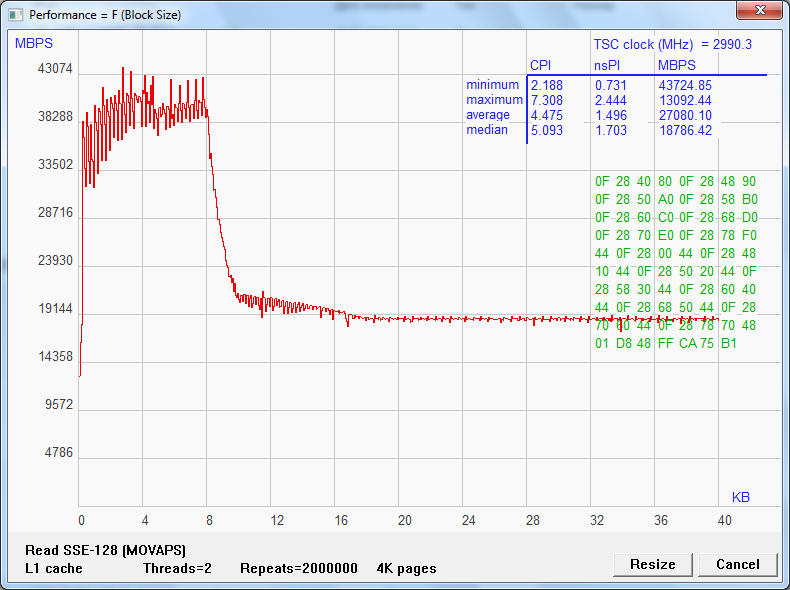 Performance = F (Block Size)
MBPS
TSC clock (MHz) = 2990.3
CPI nsPI MBPS
minimum 2.188 0.731 43724.85
maximum 7.308 2.444 13092.44
average 4.475 1.496 27080.10
median 5.093 1.703 18786.42
43074
38288
33502
28716
23930
19144
14358
9572
4786
0F 28 40 80 0F 28 48 90
0F 28 50 A0 0F 28 58 B0
0F 28 60 C0 0F 28 68 D0
0F 28 70 E0 0F 28 78 F0
44 0F 28 00 44 0F 28 48
10 44 0F 28 50 20 44 0F
28 58 30 44 0F 28 60 40
44 0F 28 68 50 44 0F 28
70 60 44 0F 28 78 70 48
01 D8 48 FF CA 75 B1
KB
0 4 8 12 16 20 24 28 32 36 40
Read SSE-128 (MOVAPS)
L1 cache Threads=2 Repeats=2000000 4K pages
Resize Cancel